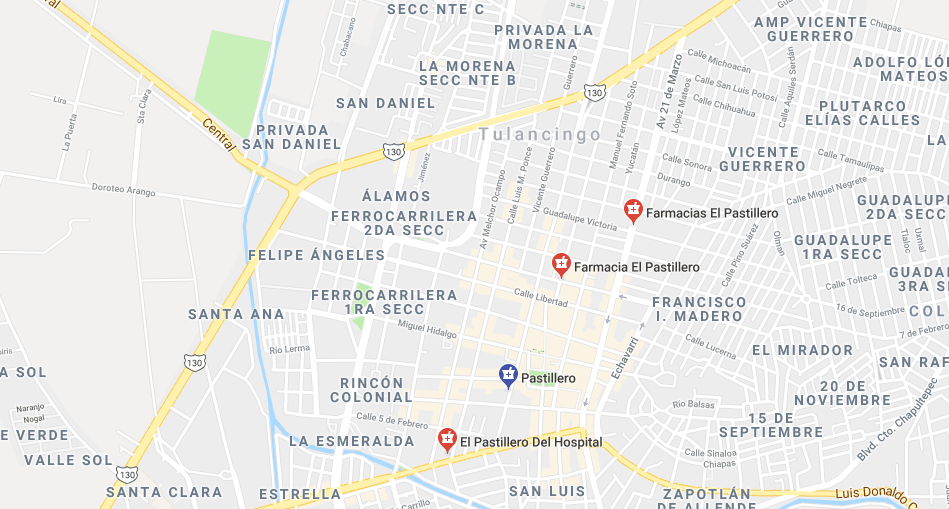 ral
SECC NTE C
Chabacano
PRIVADA LA
MORENA
AMP VICENTE
GUERRERO
Chiapas
Calle Michoacán
Guerrero
LA MORENA
SECC NTE B
130
ADOLFO LÓ
MATEOS
Calle San Luis Potosí
Calle Aquiles Serdán
Av 21 de Marzo
López Mateos
Manuel Fernando Soto
Calle Chihuahua
PLUTARCO
ELÍAS CALLES
SAN DANIEL
Lira
Sta Clara
La Puerta
Central
PRIVADA
SAN DANIEL
Tulancingo
LA
130
Jiménez
Calle Luis M. Ponce
Vicente Guerrero
Yucatán
Calle Sonora
VICENTE
GUERRERO
Calle Tamaulipas
Durango
Calle Miguel Negrete
Doroteo Arango
ÁLAMOS
FERROCARRILERA
2DA SECC
Av Melchor Ocampo
Guadalupe Victoria
Farmacias El Pastillero
GUADALUPE
2DA SECC
Tlaloc
Uxmal
Calle Pino Suárez
Olman
GUADALUPE
1RA SECC
FELIPE ÁNGELES
Farmacia El Pastillero
Calle Tolteca
GUADA
3RA SE
FERROCARRILERA
1RA SECC
Calle Libertad
FRANCISCO
I. MADERO
16 de Septiembre
COL
SANTA ANA
Miguel Hidalgo
7 de Febrero
Calle Lucerna
Echavarri
Río Lerma
EL MIRADOR
130
SAN RAF
A SOL
RINCÓN
COLONIAL
Pastillero
20 DE
NOVIEMBRE
Río Balsas
Naranjo
Nogal
Calle 5 de Febrero
15 DE
SEPTIEMBRE
Blvd. Cto. Chapultepec
E VERDE
LA ESMERALDA
El Pastillero Del Hospital
VALLE SOL
Calle Sinaloa
Chiapas
130
SANTA CLARA
ESTRELLA
Carrillo
SAN LUIS
ZAPOTLÁN
DE ALLENDE
Luis Donaldo C